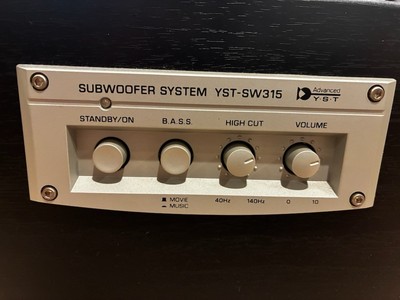 SUBWOOFER SYSTEM YST-SW315
Advanced
Y·S·T
STANDBY/ON B.A.S.S. HIGH CUT VOLUME
MOVIE
MUSIC
40Hz 140Hz 0 10